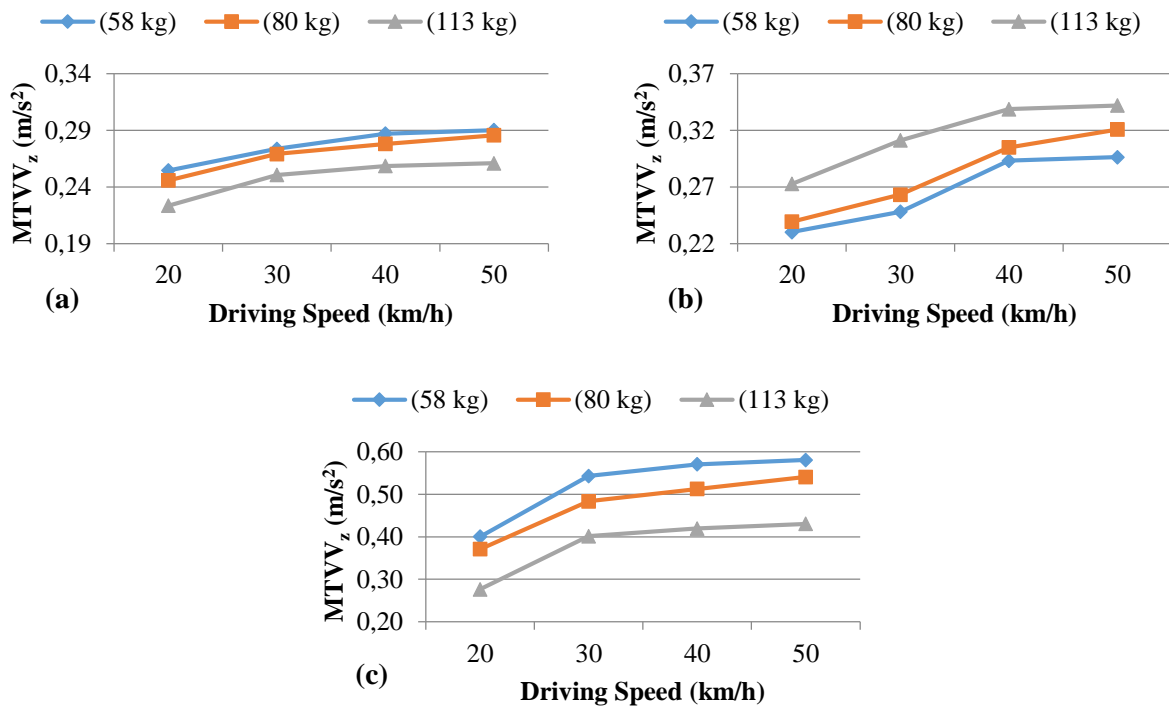 (58 kg) (80 kg) (113 kg)
MTVV_z (m/s²)
0,34
0,29
0,24
0,19
20 30 40 50
(a)
Driving Speed (km/h)
(58 kg) (80 kg) (113 kg)
MTVV_z (m/s²)
0,37
0,32
0,27
0,22
20 30 40 50
(b)
Driving Speed (km/h)
(58 kg) (80 kg) (113 kg)
MTVV_z (m/s²)
0,60
0,50
0,40
0,30
0,20
20 30 40 50
(c)
Driving Speed (km/h)